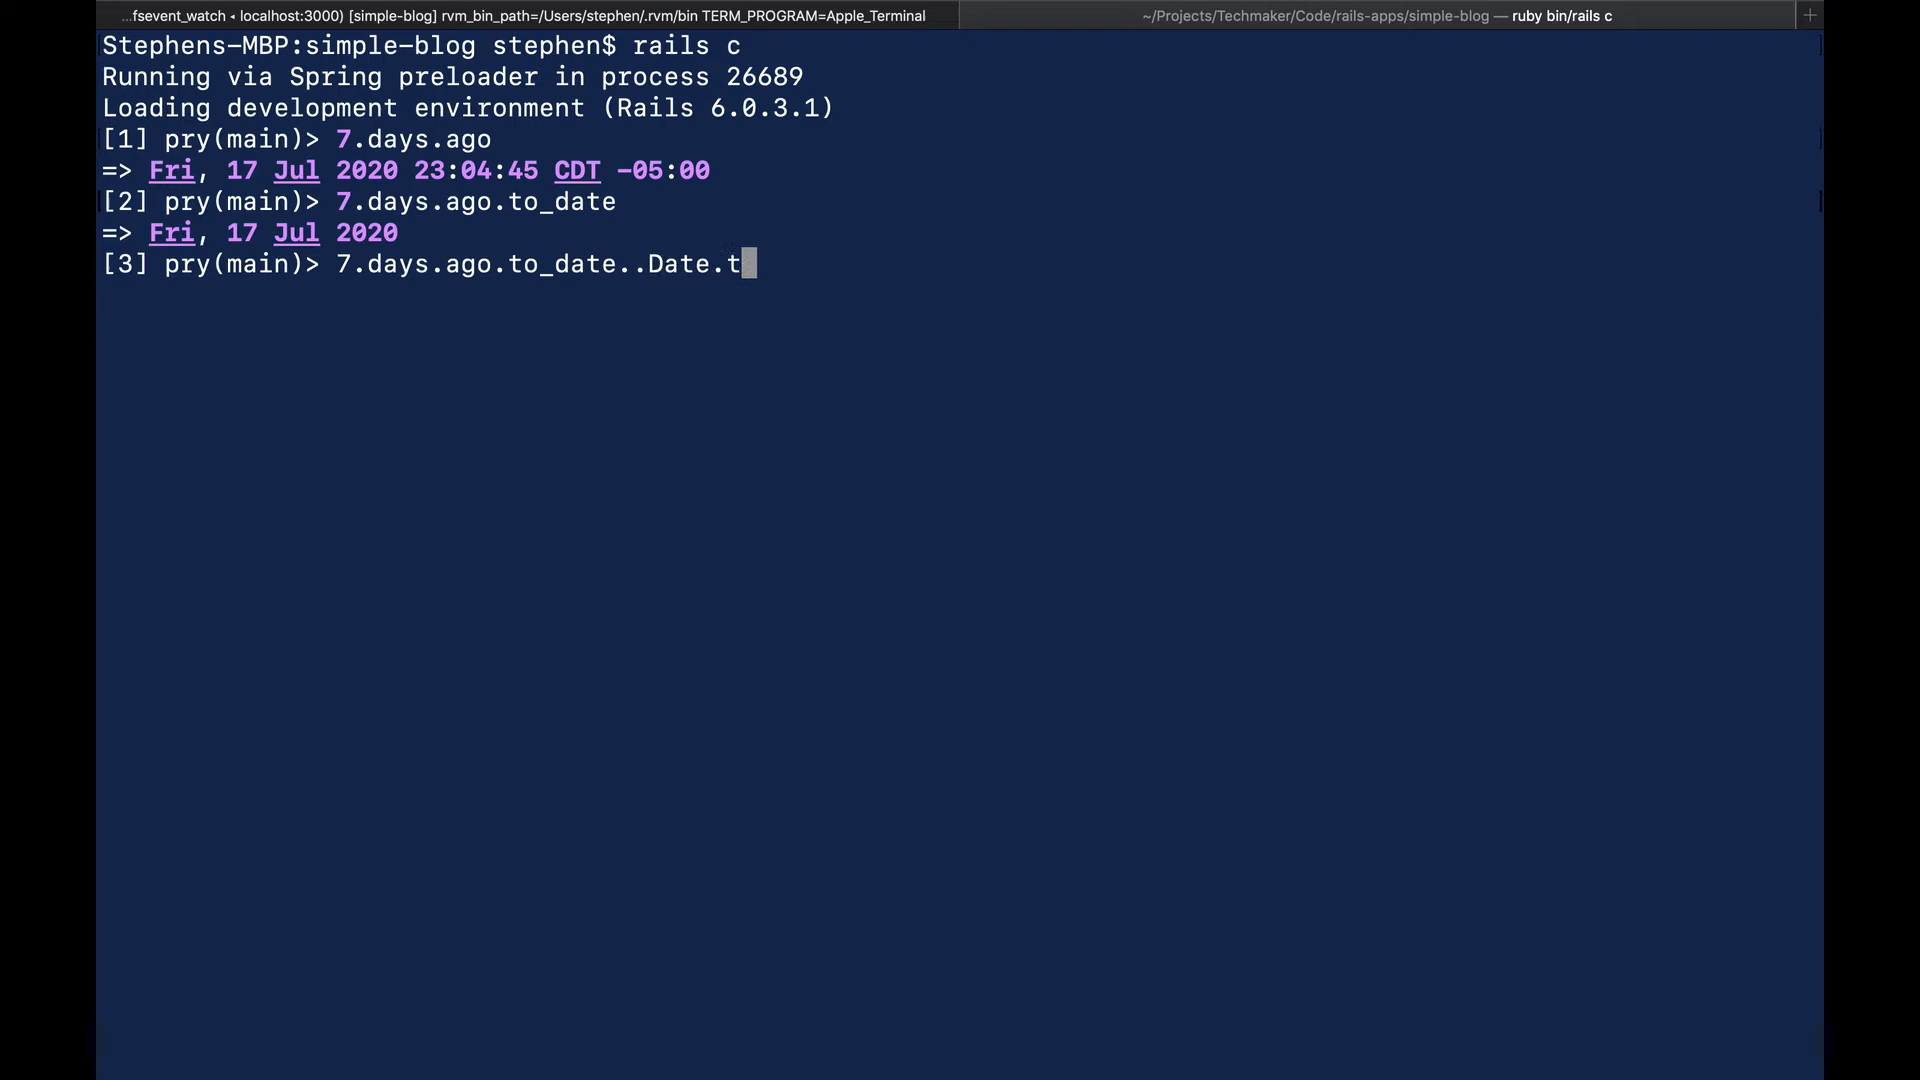 ...fsevent_watch ◂ localhost:3000) [simple-blog] rvm_bin_path=/Users/stephen/.rvm/bin TERM_PROGRAM=Apple_Terminal
~/Projects/Techmaker/Code/rails-apps/simple-blog — ruby bin/rails c
Stephens-MBP:simple-blog stephen$ rails c
Running via Spring preloader in process 26689
Loading development environment (Rails 6.0.3.1)
[1] pry(main)> 7.days.ago
=> Fri, 17 Jul 2020 23:04:45 CDT -05:00
[2] pry(main)> 7.days.ago.to_date
=> Fri, 17 Jul 2020
[3] pry(main)> 7.days.ago.to_date..Date.t